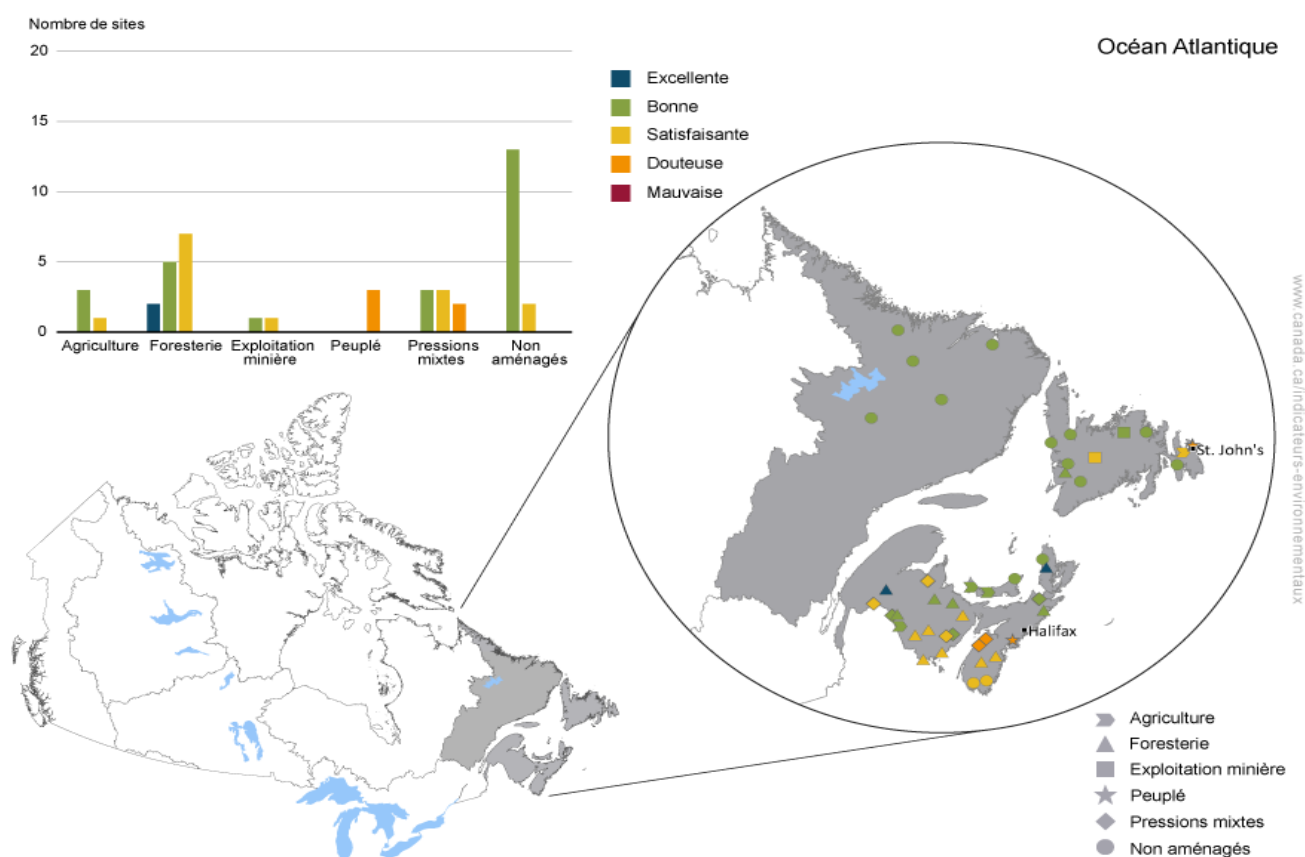 Nombre de sites
Océan Atlantique
20
15
10
5
0
Agriculture
Foresterie
Exploitation
minière
Peuplé
Pressions
mixtes
Non
aménagés
Excellente
Bonne
Satisfaisante
Douteuse
Mauvaise
St. John's
Halifax
www.canada.ca/indicateurs-environnementaux
Agriculture
Foresterie
Exploitation minière
Peuplé
Pressions mixtes
Non aménagés